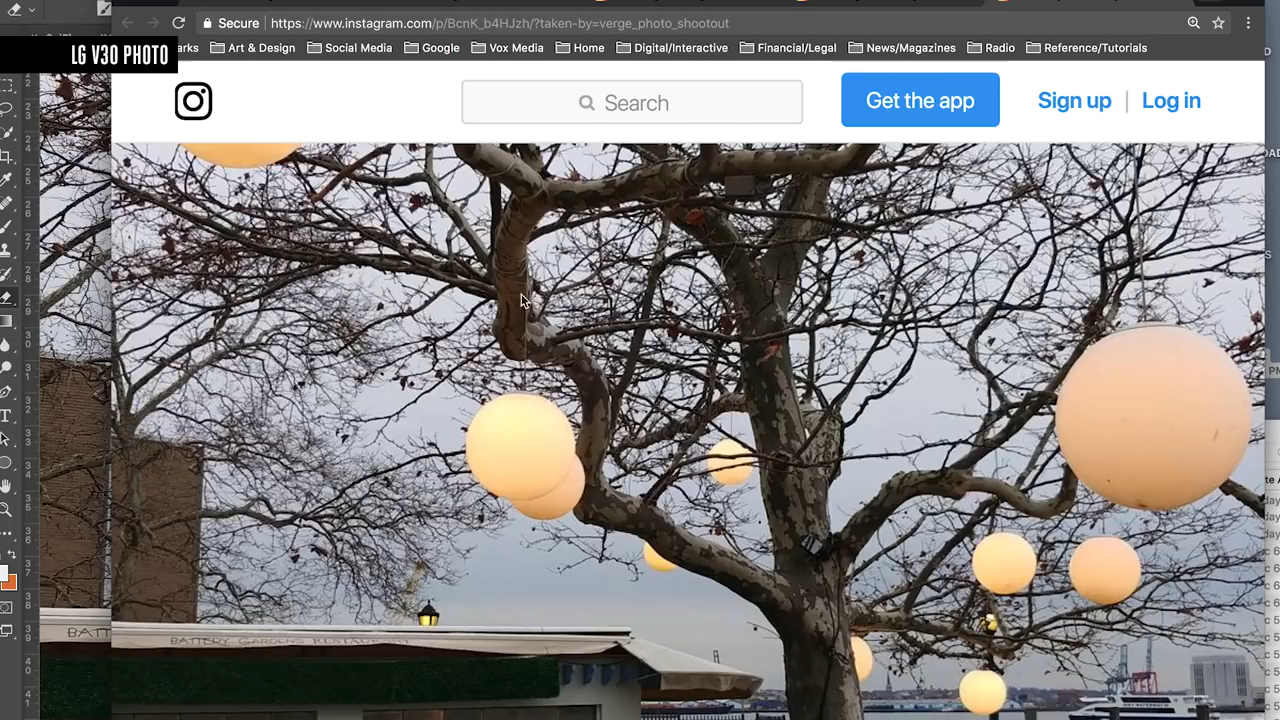 Secure https://www.instagram.com/p/BcnK_b4HJzh/?taken-by=verge_photo_shootout
Art & Design Social Media Google Vox Media Home Digital/Interactive Financial/Legal News/Magazines Radio Reference/Tutorials
LG V30 PHOTO
Search
Get the app
Sign up | Log in
BATTERY GARDENS RESTAURANT